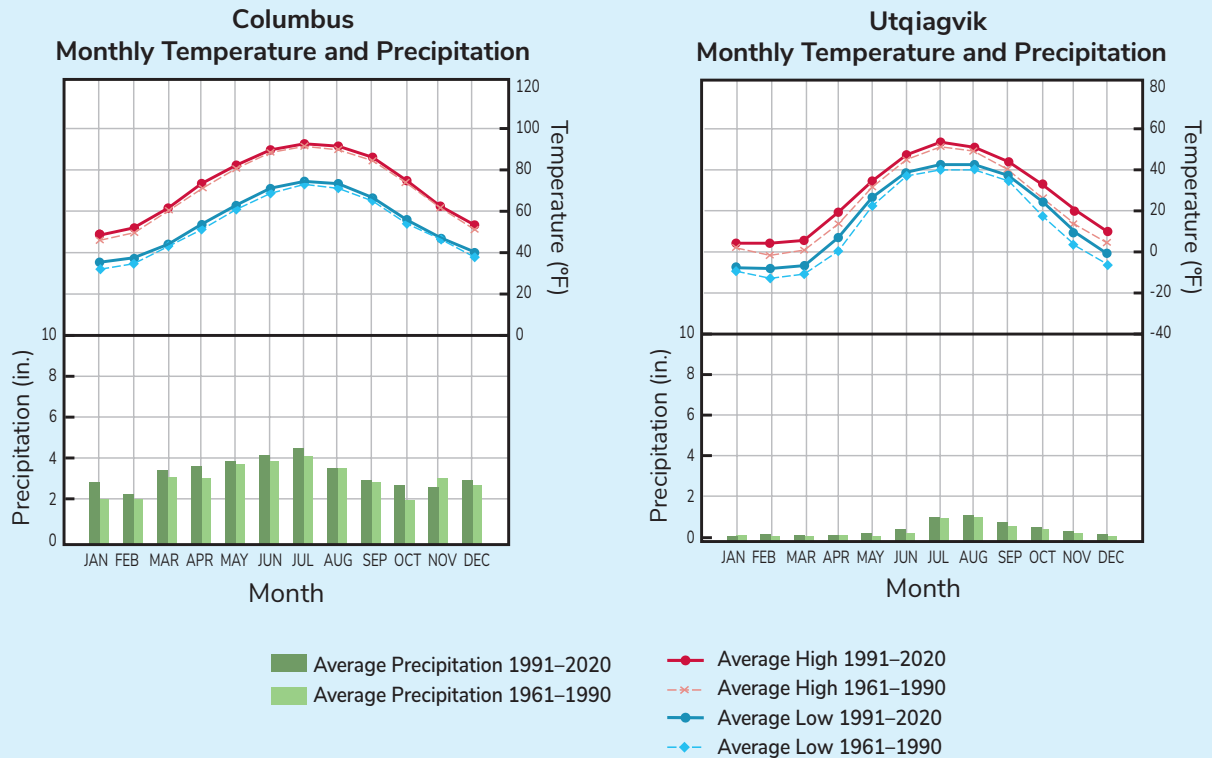 Columbus
Monthly Temperature and Precipitation
120
100
80
60
40
20
0
Temperature (ºF)
10
8
6
4
2
0
Precipitation (in.)
JAN FEB MAR APR MAY JUN JUL AUG SEP OCT NOV DEC
Month
Utqiagvik
Monthly Temperature and Precipitation
80
60
40
20
0
-20
-40
Temperature (ºF)
10
8
6
4
2
0
Precipitation (in.)
JAN FEB MAR APR MAY JUN JUL AUG SEP OCT NOV DEC
Month
Average Precipitation 1991–2020
Average Precipitation 1961–1990
Average High 1991–2020
Average High 1961–1990
Average Low 1991–2020
Average Low 1961–1990